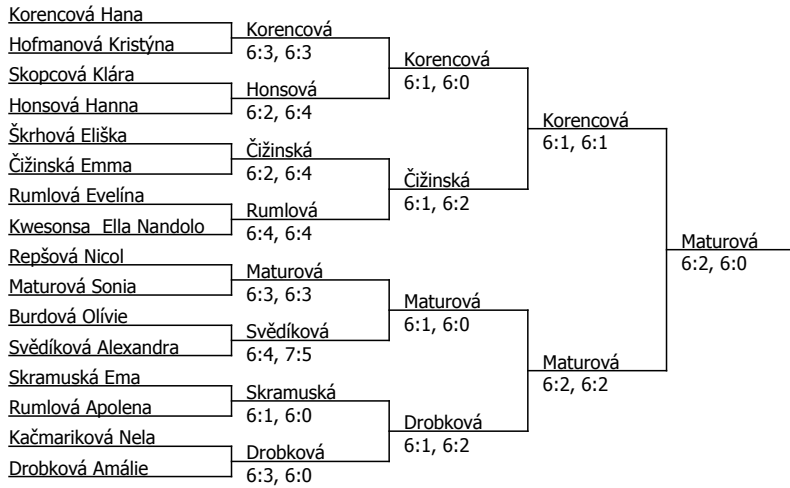 Korencová Hana
Hofmanová Kristýna
Skopcová Klára
Honsová Hanna
Škrhová Eliška
Čižinská Emma
Rumlová Evelína
Kwesonsa  Ella Nandolo
Repšová Nicol
Maturová Sonia
Burdová Olívie
Svědíková Alexandra
Skramuská Ema
Rumlová Apolena
Kačmariková Nela
Drobková Amálie
Korencová
6:3, 6:3
Honsová
6:2, 6:4
Čižinská
6:2, 6:4
Rumlová
6:4, 6:4
Maturová
6:3, 6:3
Svědíková
6:4, 7:5
Skramuská
6:1, 6:0
Drobková
6:3, 6:0
Korencová
6:1, 6:0
Čižinská
6:1, 6:2
Maturová
6:1, 6:0
Drobková
6:1, 6:2
Korencová
6:1, 6:1
Maturová
6:2, 6:2
Maturová
6:2, 6:0